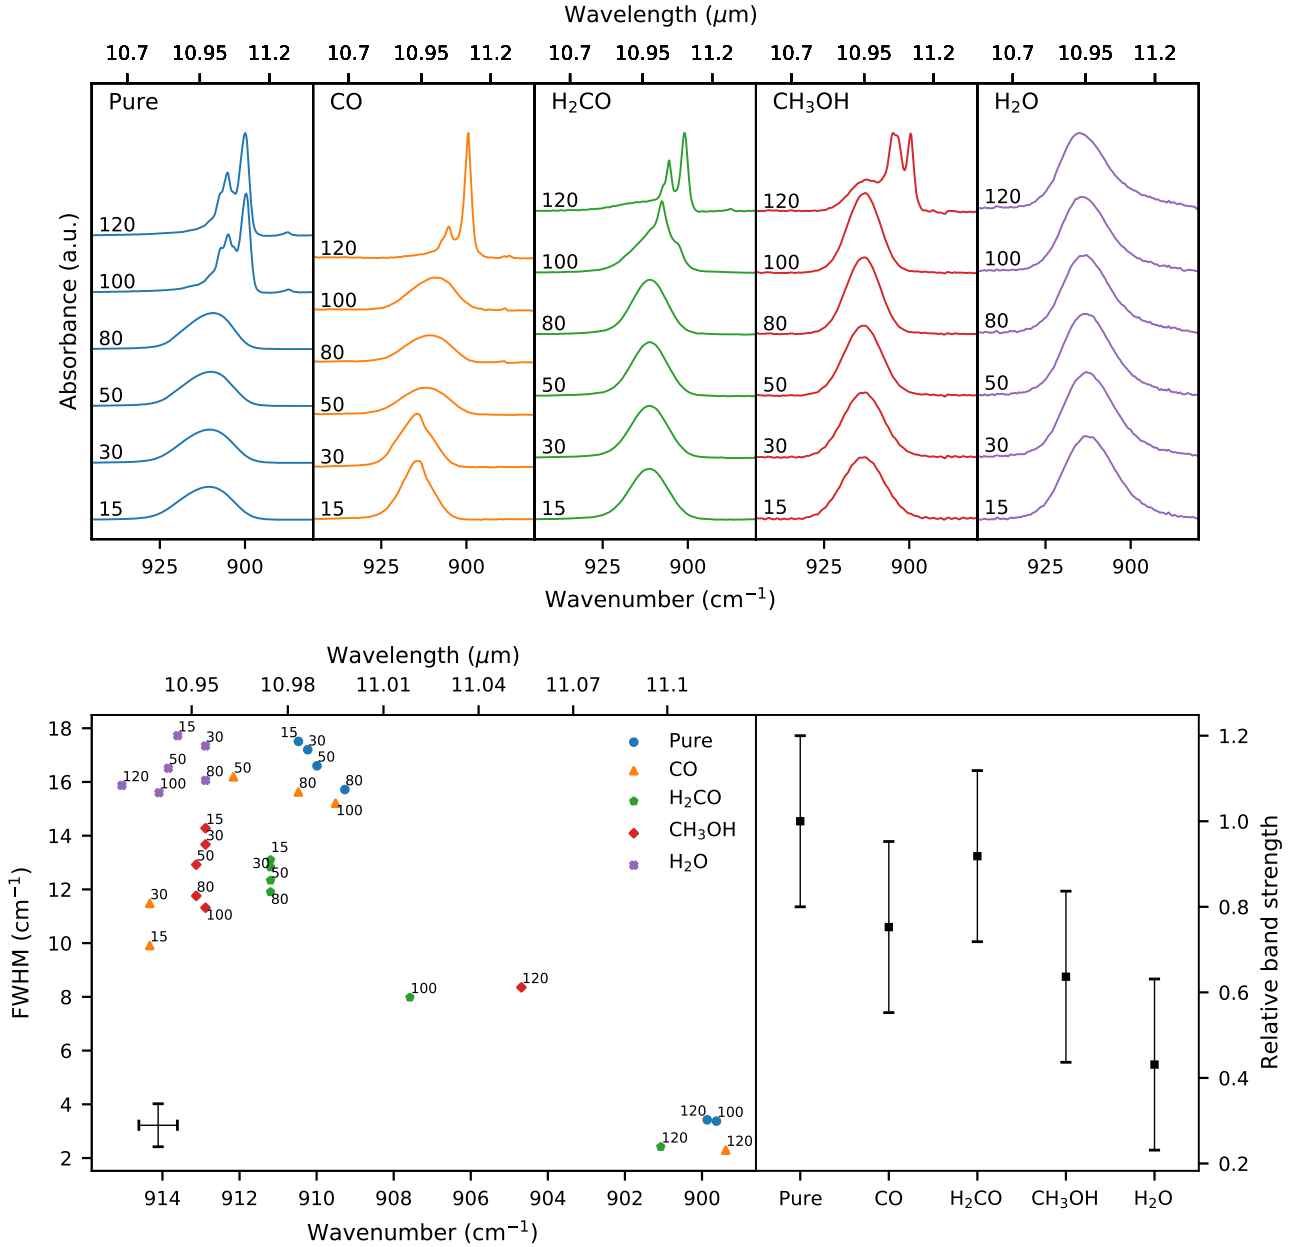 Wavelength (μm)
10.7 10.95 11.2 10.7 10.95 11.2 10.7 10.95 11.2 10.7 10.95 11.2 10.7 10.95 11.2
Pure CO H₂CO CH₃OH H₂O
Absorbance (a.u.)
120 100 80 50 30 15
120 100 80 50 30 15
120 100 80 50 30 15
120 100 80 50 30 15
120 100 80 50 30 15
925 900 925 900 925 900 925 900 925 900
Wavenumber (cm⁻¹)
Wavelength (μm)
10.95 10.98 11.01 11.04 11.07 11.1
FWHM (cm⁻¹)
18
16
14
12
10
8
6
4
2
15
30
50
120
100
80
50
15
30
50
80
80
100
15
30
50
80
100
15
30
50
80
30
15
100
120
120
100
120
120
Pure
CO
H₂CO
CH₃OH
H₂O
914 912 910 908 906 904 902 900
Wavenumber (cm⁻¹)
1.2
1.0
0.8
0.6
0.4
0.2
Relative band strength
Pure CO H₂CO CH₃OH H₂O